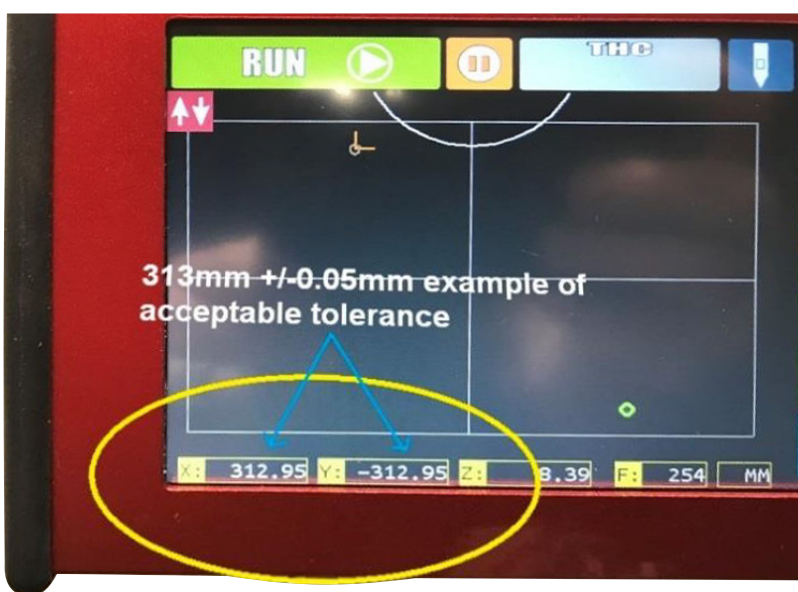 RUN THC
313mm +/-0.05mm example of
acceptable tolerance
X: 312.95 Y: -312.95 Z: 8.39 F: 254 MM